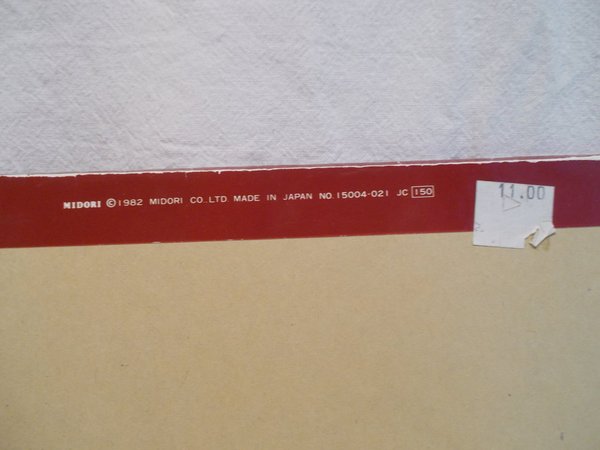 MIDORI ©1982 MIDORI CO.,LTD. MADE IN JAPAN NO.15004-021 JC 150
11.00